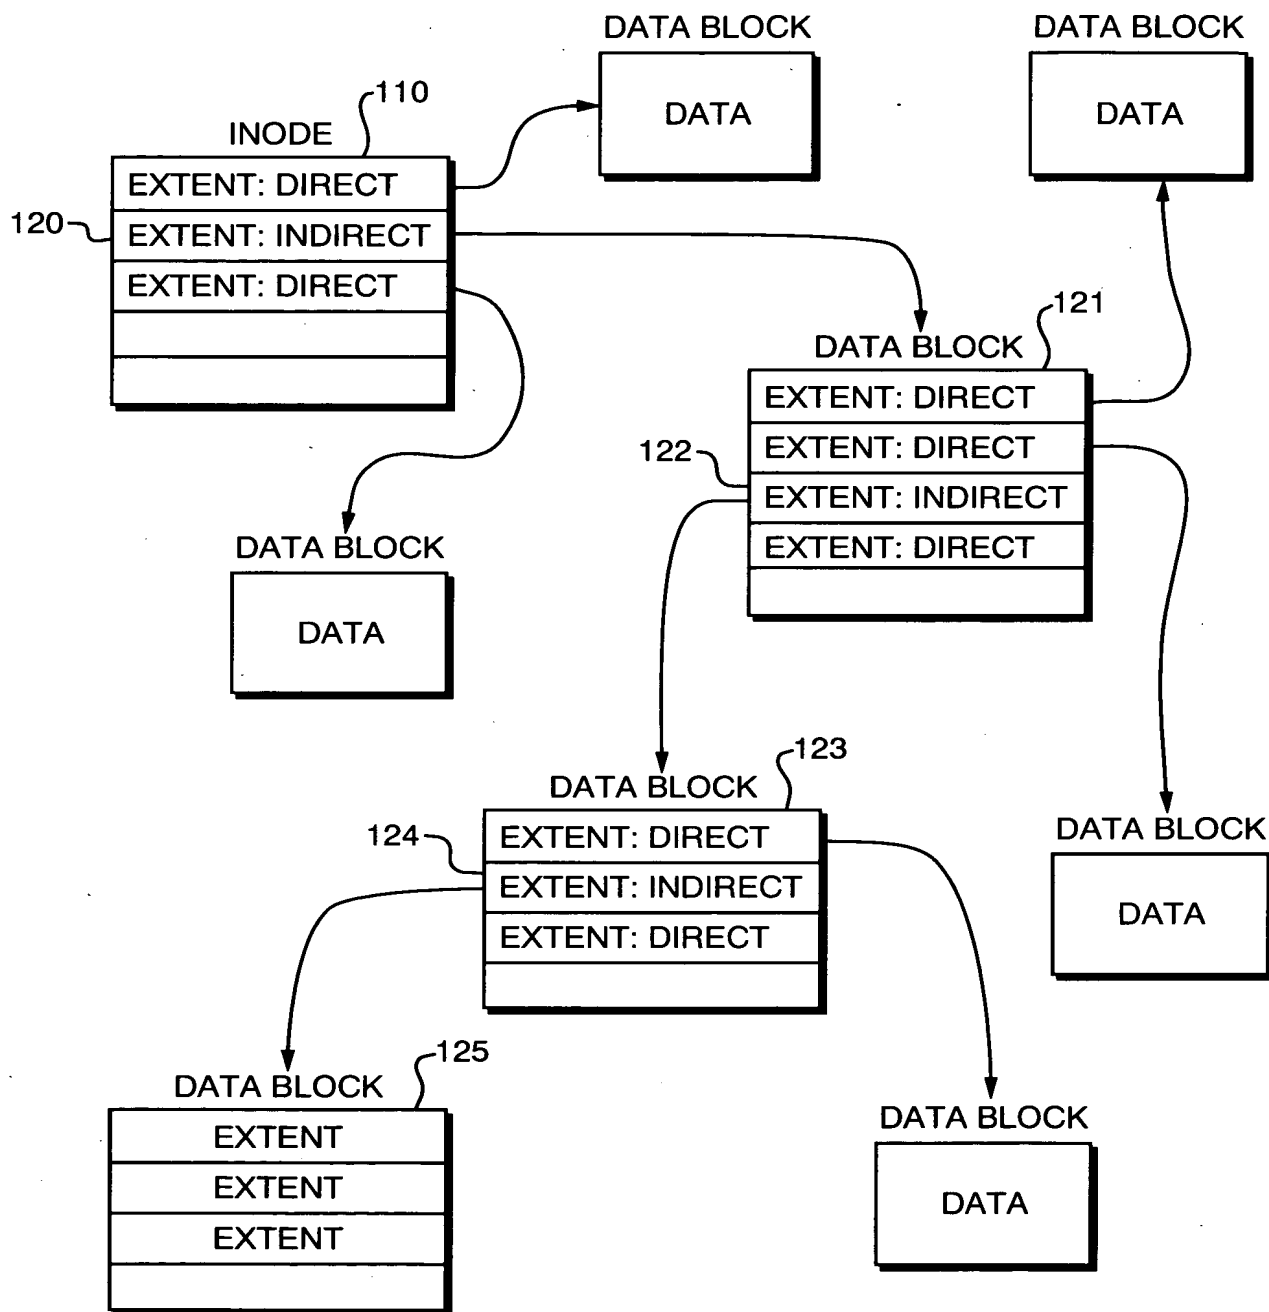 DATA BLOCK
DATA
DATA BLOCK
DATA
110
INODE
EXTENT: DIRECT
120
EXTENT: INDIRECT
EXTENT: DIRECT
121
DATA BLOCK
EXTENT: DIRECT
EXTENT: DIRECT
122
EXTENT: INDIRECT
EXTENT: DIRECT
DATA BLOCK
DATA
123
DATA BLOCK
EXTENT: DIRECT
124
EXTENT: INDIRECT
EXTENT: DIRECT
DATA BLOCK
DATA
125
DATA BLOCK
EXTENT
EXTENT
EXTENT
DATA BLOCK
DATA